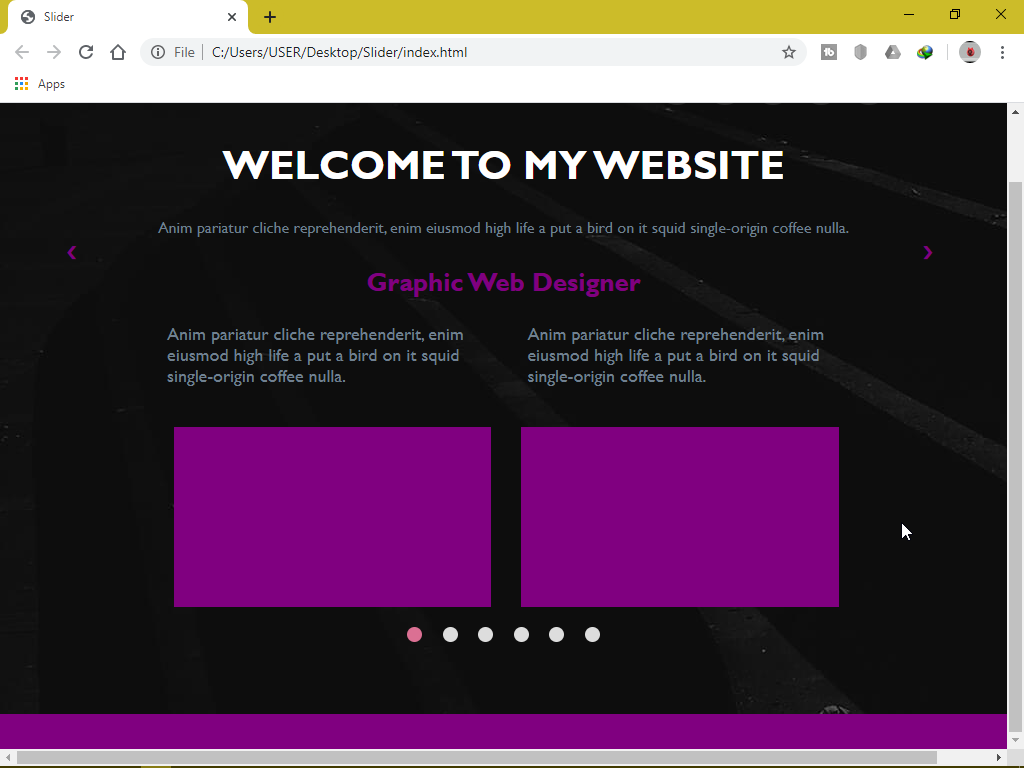 Slider
File
C:/Users/USER/Desktop/Slider/index.html
Apps
WELCOME TO MY WEBSITE
Anim pariatur cliche reprehenderit, enim eiusmod high life a put a bird on it squid single-origin coffee nulla.
Graphic Web Designer
Anim pariatur cliche reprehenderit, enim
eiusmod high life a put a bird on it squid
single-origin coffee nulla.
Anim pariatur cliche reprehenderit, enim
eiusmod high life a put a bird on it squid
single-origin coffee nulla.